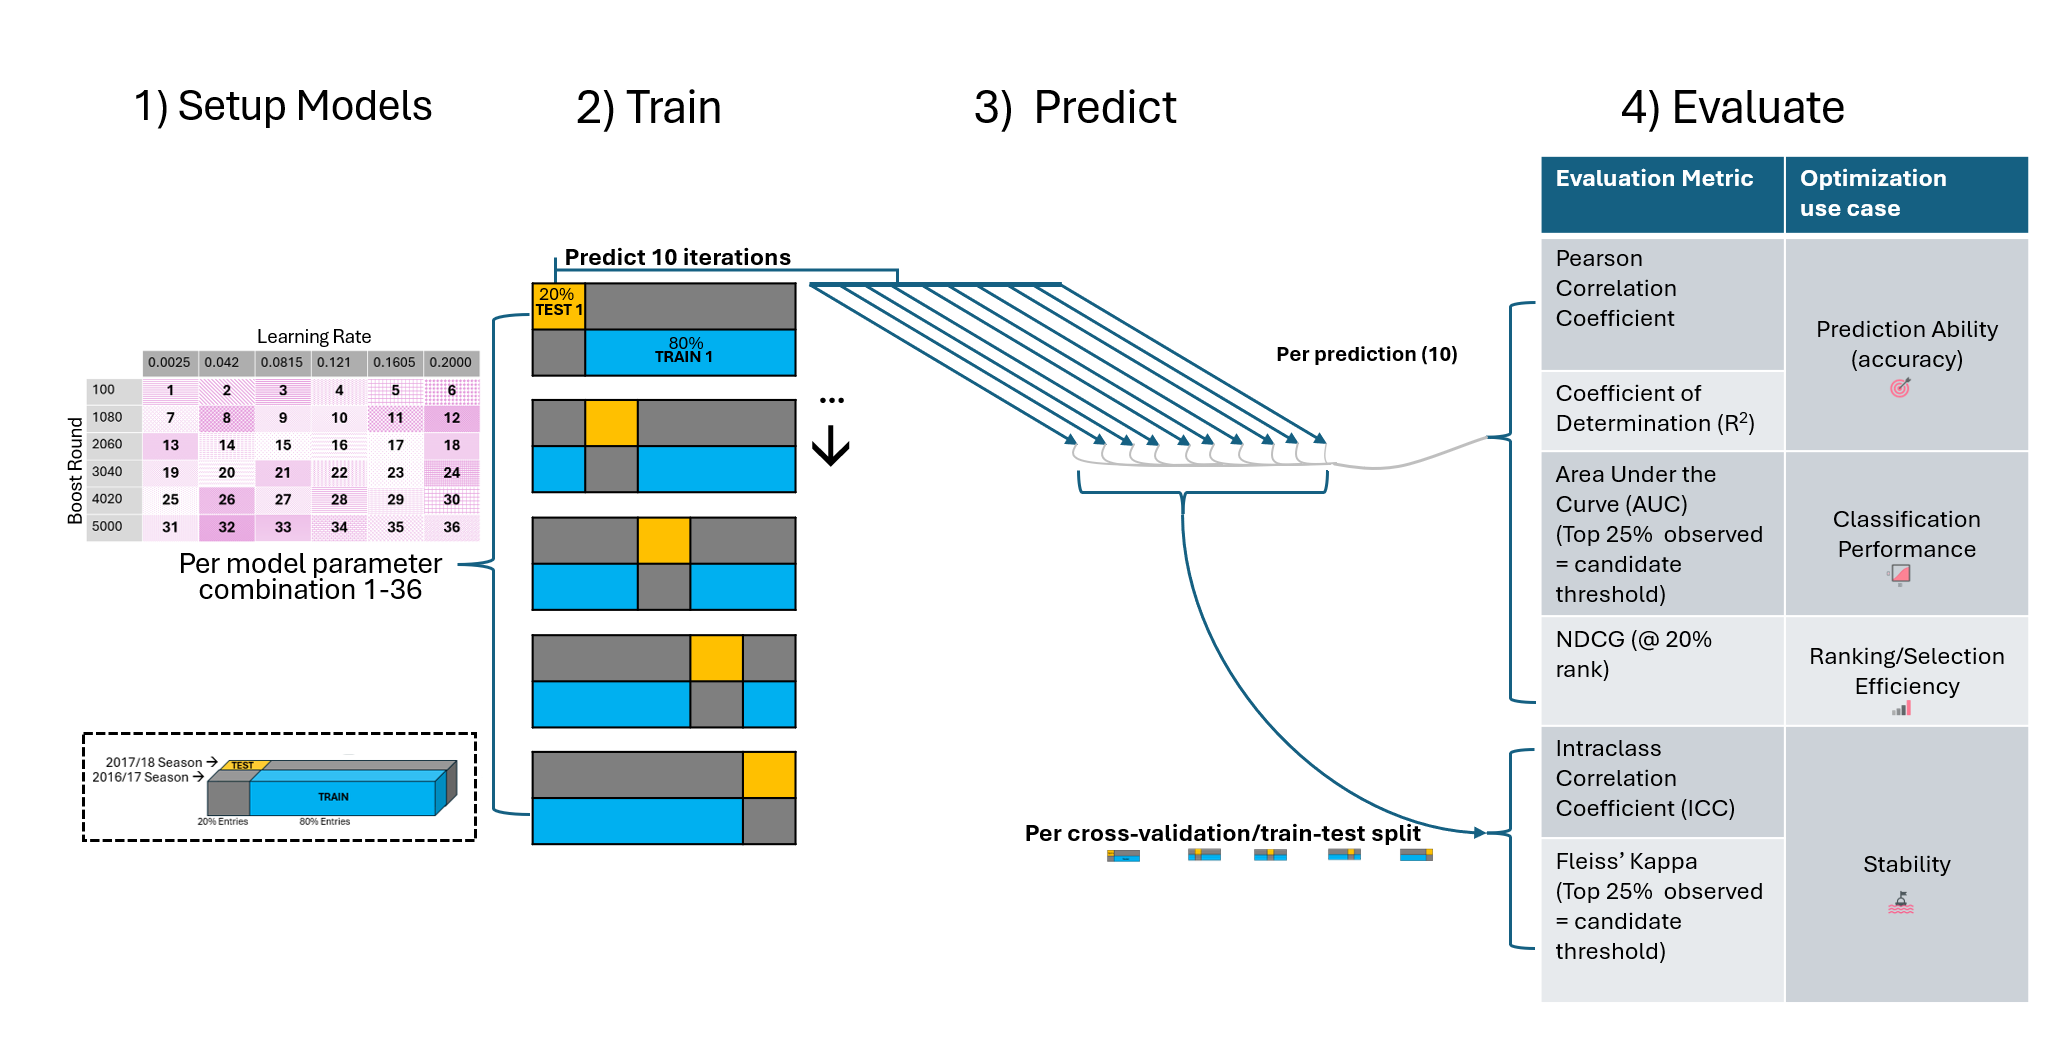 1) Setup Models
2) Train
3) Predict
4) Evaluate
Learning Rate
0.0025 0.042 0.0815 0.121 0.1605 0.2000
Boost Round
100 1 2 3 4 5 6
1080 7 8 9 10 11 12
2060 13 14 15 16 17 18
3040 19 20 21 22 23 24
4020 25 26 27 28 29 30
5000 31 32 33 34 35 36
Per model parameter
combination 1-36
2017/18 Season
2016/17 Season
TEST
TRAIN
20% Entries 80% Entries
Predict 10 iterations
20%
TEST 1
80%
TRAIN 1
...
Per prediction (10)
Per cross-validation/train-test split
Evaluation Metric
Optimization
use case
Pearson
Correlation
Coefficient
Coefficient of
Determination (R²)
Prediction Ability
(accuracy)
Area Under the
Curve (AUC)
(Top 25% observed
= candidate
threshold)
Classification
Performance
NDCG (@ 20%
rank)
Ranking/Selection
Efficiency
Intraclass
Correlation
Coefficient (ICC)
Fleiss’ Kappa
(Top 25% observed
= candidate
threshold)
Stability